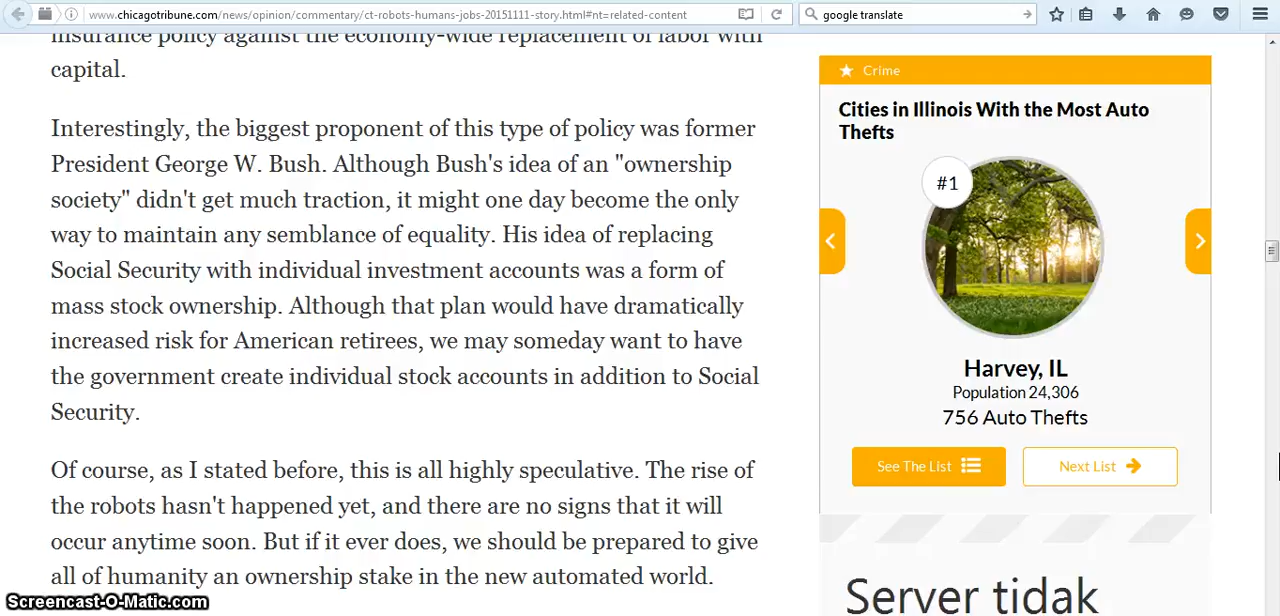 www.chicagotribune.com/news/opinion/commentary/ct-robots-humans-jobs-20151111-story.html#nt=related-content
google translate
insurance policy against the economy-wide replacement of labor with
capital.
Interestingly, the biggest proponent of this type of policy was former
President George W. Bush. Although Bush's idea of an "ownership
society" didn't get much traction, it might one day become the only
way to maintain any semblance of equality. His idea of replacing
Social Security with individual investment accounts was a form of
mass stock ownership. Although that plan would have dramatically
increased risk for American retirees, we may someday want to have
the government create individual stock accounts in addition to Social
Security.
Of course, as I stated before, this is all highly speculative. The rise of
the robots hasn't happened yet, and there are no signs that it will
occur anytime soon. But if it ever does, we should be prepared to give
all of humanity an ownership stake in the new automated world.
Crime
Cities in Illinois With the Most Auto
Thefts
#1
Harvey, IL
Population 24,306
756 Auto Thefts
See The List
Next List
Server tidak
Screencast-O-Matic.com